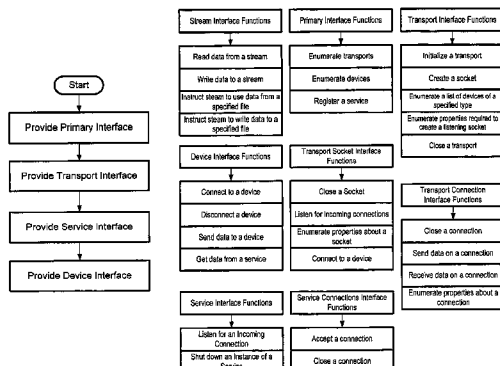 Start
Provide Primary Interface
Provide Transport Interface
Provide Service Interface
Provide Device Interface
Stream Interface Functions
Read data from a stream
Write data to a stream
Instruct steam to use data from a
specified file
Instruct steam to write data to a
specified file
Primary Interface Functions
Enumerate transports
Enumerate devices
Register a service
Transport Interface Functions
Initialize a transport
Create a socket
Enumerate a list of devices of a
specified type
Enumerate properties required to
create a listening socket
Close a transport
Device Interface Functions
Connect to a device
Disconnect a device
Send data to a device
Get data from a service
Transport Socket Interface
Functions
Close a Socket
Listen for incoming connections
Enumerate properties about a
socket
Connect to a device
Transport Connection
Interface Functions
Close a connection
Send data on a connection
Receive data on a connection
Enumerate properties about a
connection
Service Interface Functions
Listen for an Incoming
Connection
Shut down an Instance of a
Service
Service Connections Interface
Functions
Accept a connection
Close a connection